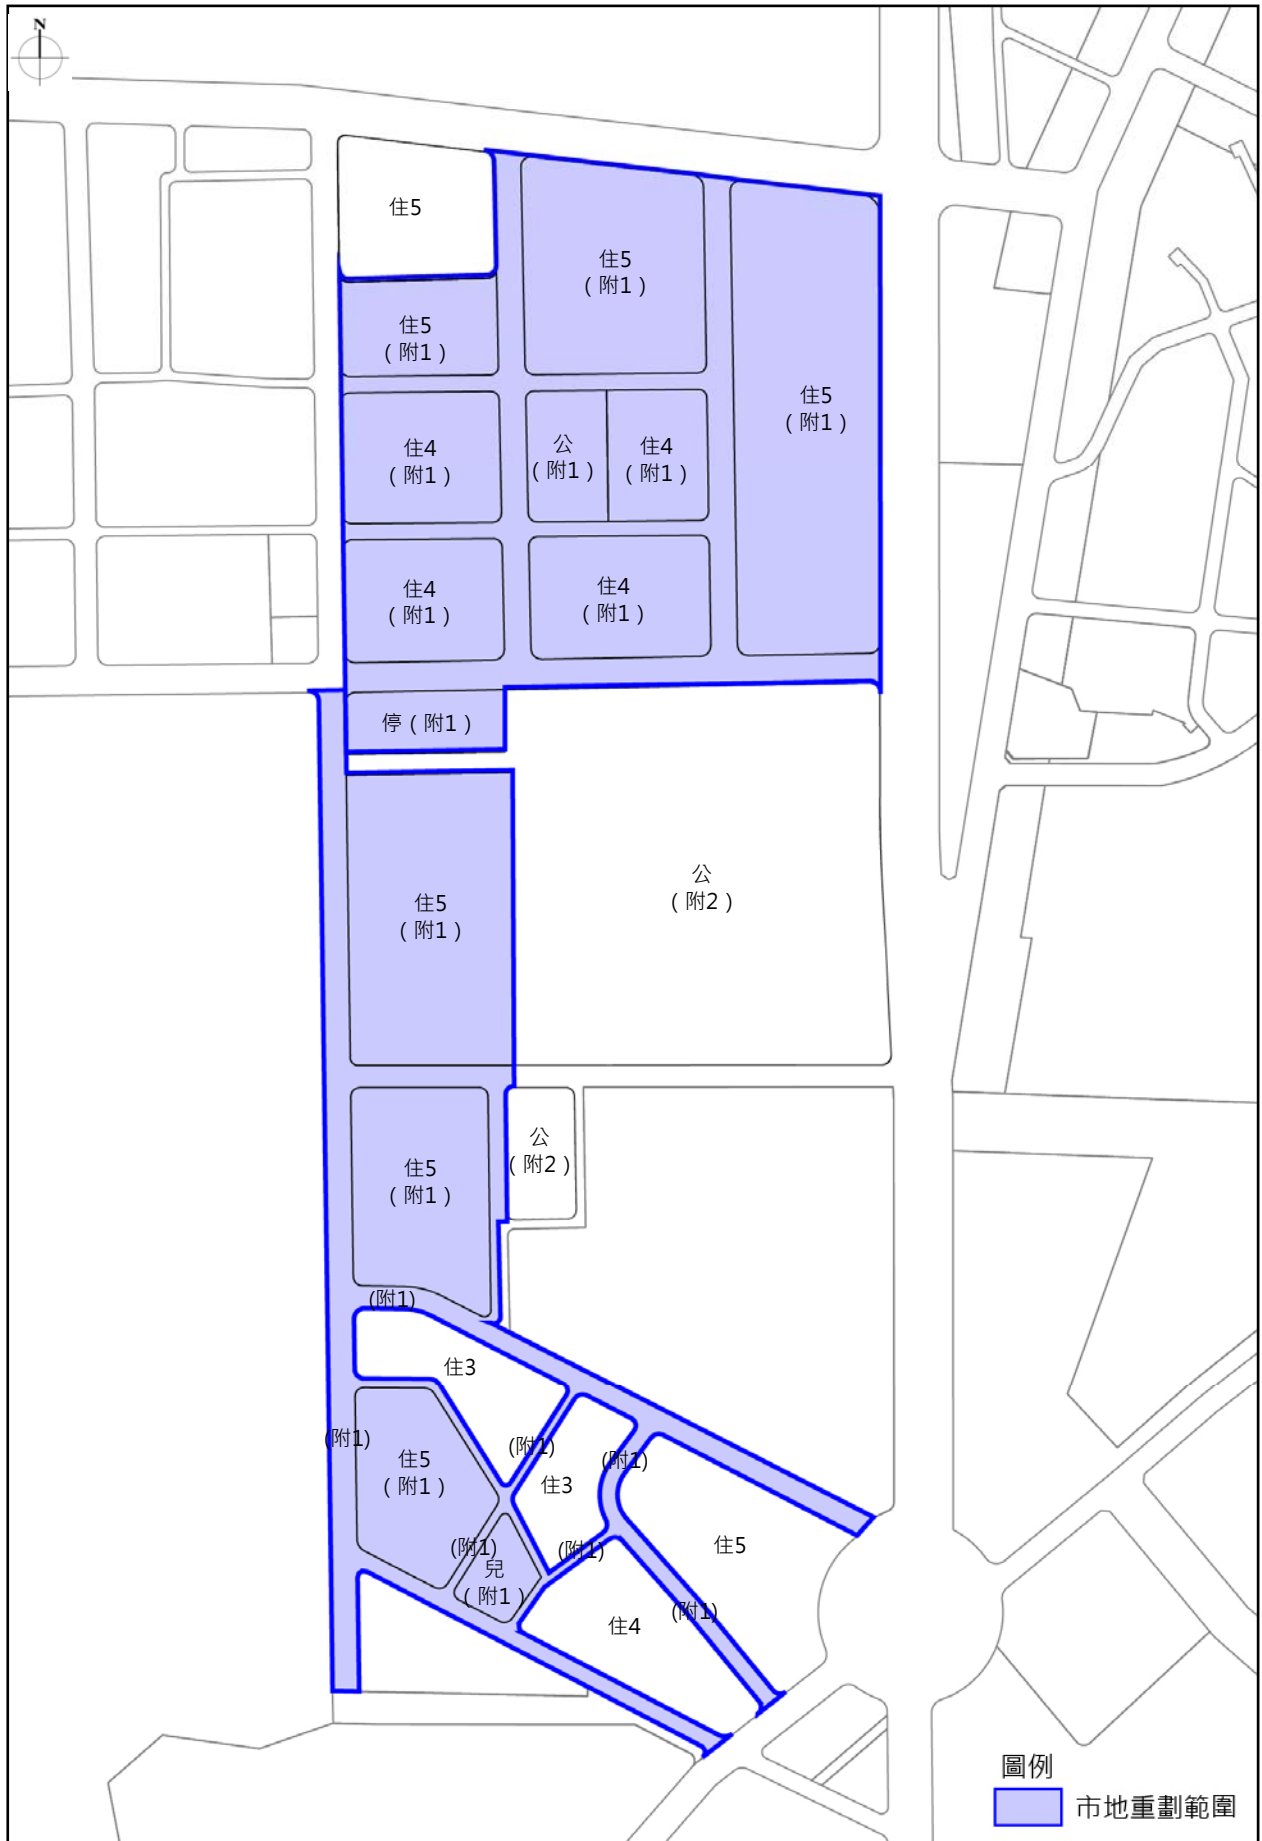 N
住5
住5
（附1）
住5
（附1）
住5
（附1）
住4
（附1）
公
（附1）
住4
（附1）
住4
（附1）
住4
（附1）
停（附1）
住5
（附1）
公
（附2）
住5
（附1）
公
（附2）
(附1)
住3
(附1)
住5
（附1）
(附1)
住3
(附1)
(附1)
兒
（附1）
(附1)
住5
住4
(附1)
圖例
市地重劃範圍